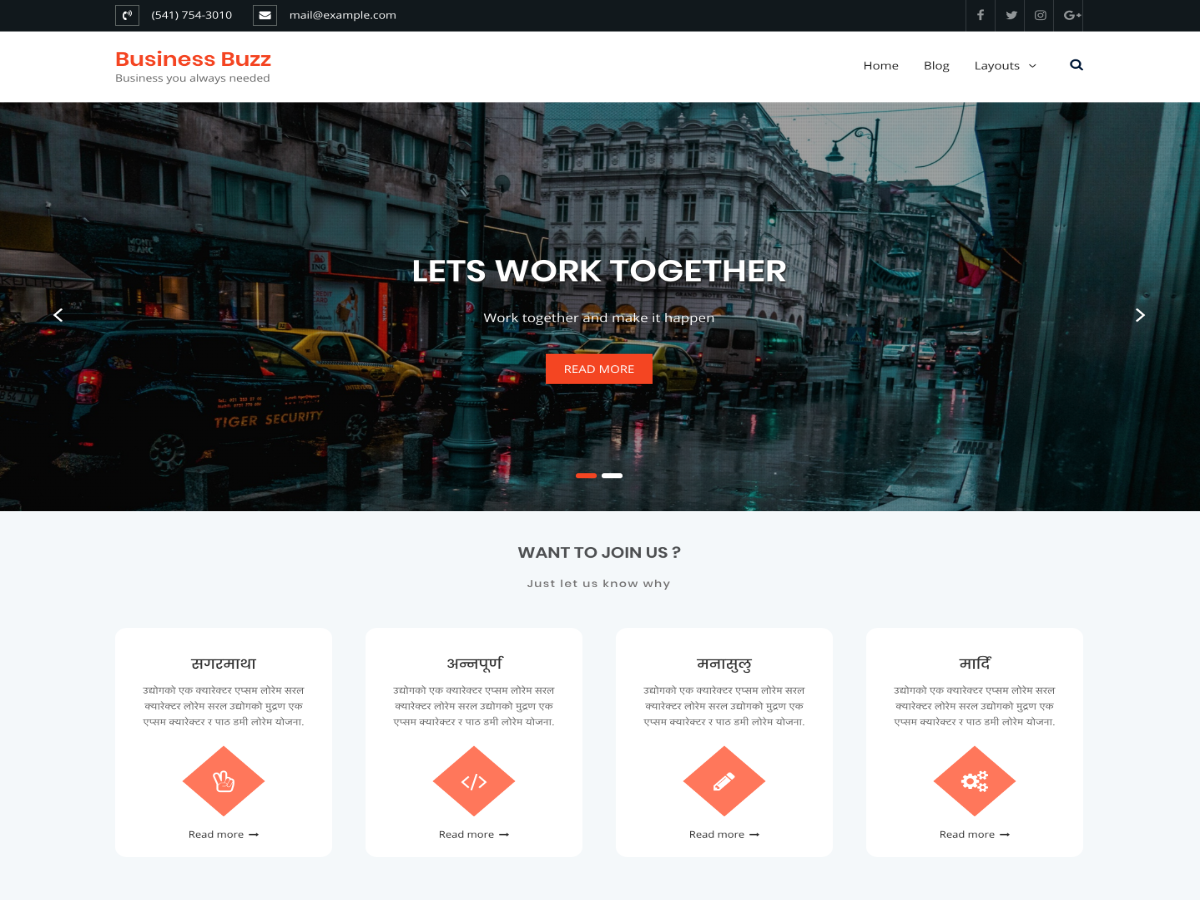 (541) 754-3010
mail@example.com
Business Buzz
Business you always needed
Home
Blog
Layouts
MONT BLANC
ING
LETS WORK TOGETHER
Work together and make it happen
READ MORE
TIGER SECURITY
WANT TO JOIN US ?
Just let us know why
सगरमाथा
उद्योगको एक क्यारेक्टर एप्सम लोरेम सरल
क्यारेक्टर लोरेम सरल उद्योगको मुद्रण एक
एप्सम क्यारेक्टर र पाठ डमी लोरेम योजना.
Read more
अन्नपूर्ण
उद्योगको एक क्यारेक्टर एप्सम लोरेम सरल
क्यारेक्टर लोरेम सरल उद्योगको मुद्रण एक
एप्सम क्यारेक्टर र पाठ डमी लोरेम योजना.
Read more
मनासुलु
उद्योगको एक क्यारेक्टर एप्सम लोरेम सरल
क्यारेक्टर लोरेम सरल उद्योगको मुद्रण एक
एप्सम क्यारेक्टर र पाठ डमी लोरेम योजना.
Read more
मार्दि
उद्योगको एक क्यारेक्टर एप्सम लोरेम सरल
क्यारेक्टर लोरेम सरल उद्योगको मुद्रण एक
एप्सम क्यारेक्टर र पाठ डमी लोरेम योजना.
Read more